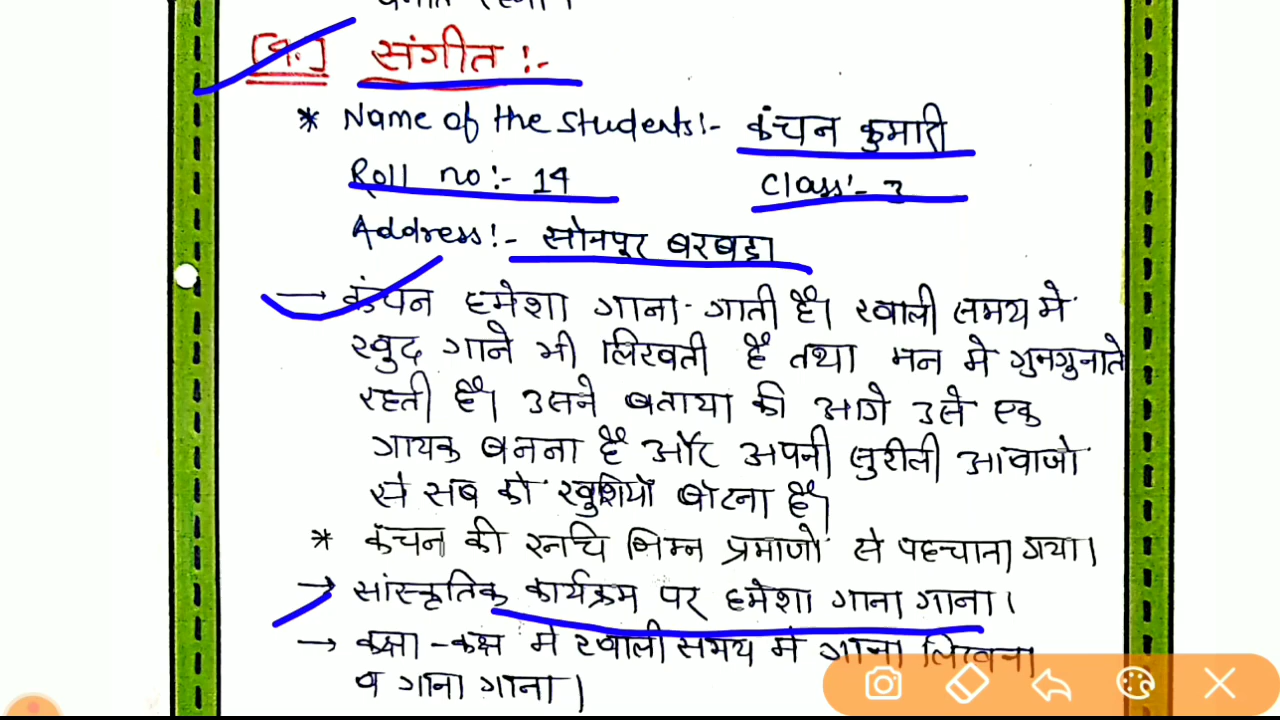 संगीत :-
* Name of the students:- कंचन कुमारी
Roll no:- 14 Class:- 3
Address:- सोनपुर बरबट्टा
→ कंचन हमेशा गाना-गाती है। खाली समय में
खुद गाने भी लिखती है तथा मन मे गुनगुनाते
रहती है। उसने बताया की आगे उसे एक
गायक बनना है और अपनी सुरीली आवाजो
से सब को खुशियाँ बांटना है।
* कंचन की रूचि निम्न प्रमाणों से पहचाना गया।
→ सांस्कृतिक कार्यक्रम पर हमेशा गाना गाना।
→ कक्षा-कक्ष में खाली समय में गाना लिखना
व गाना गाना।